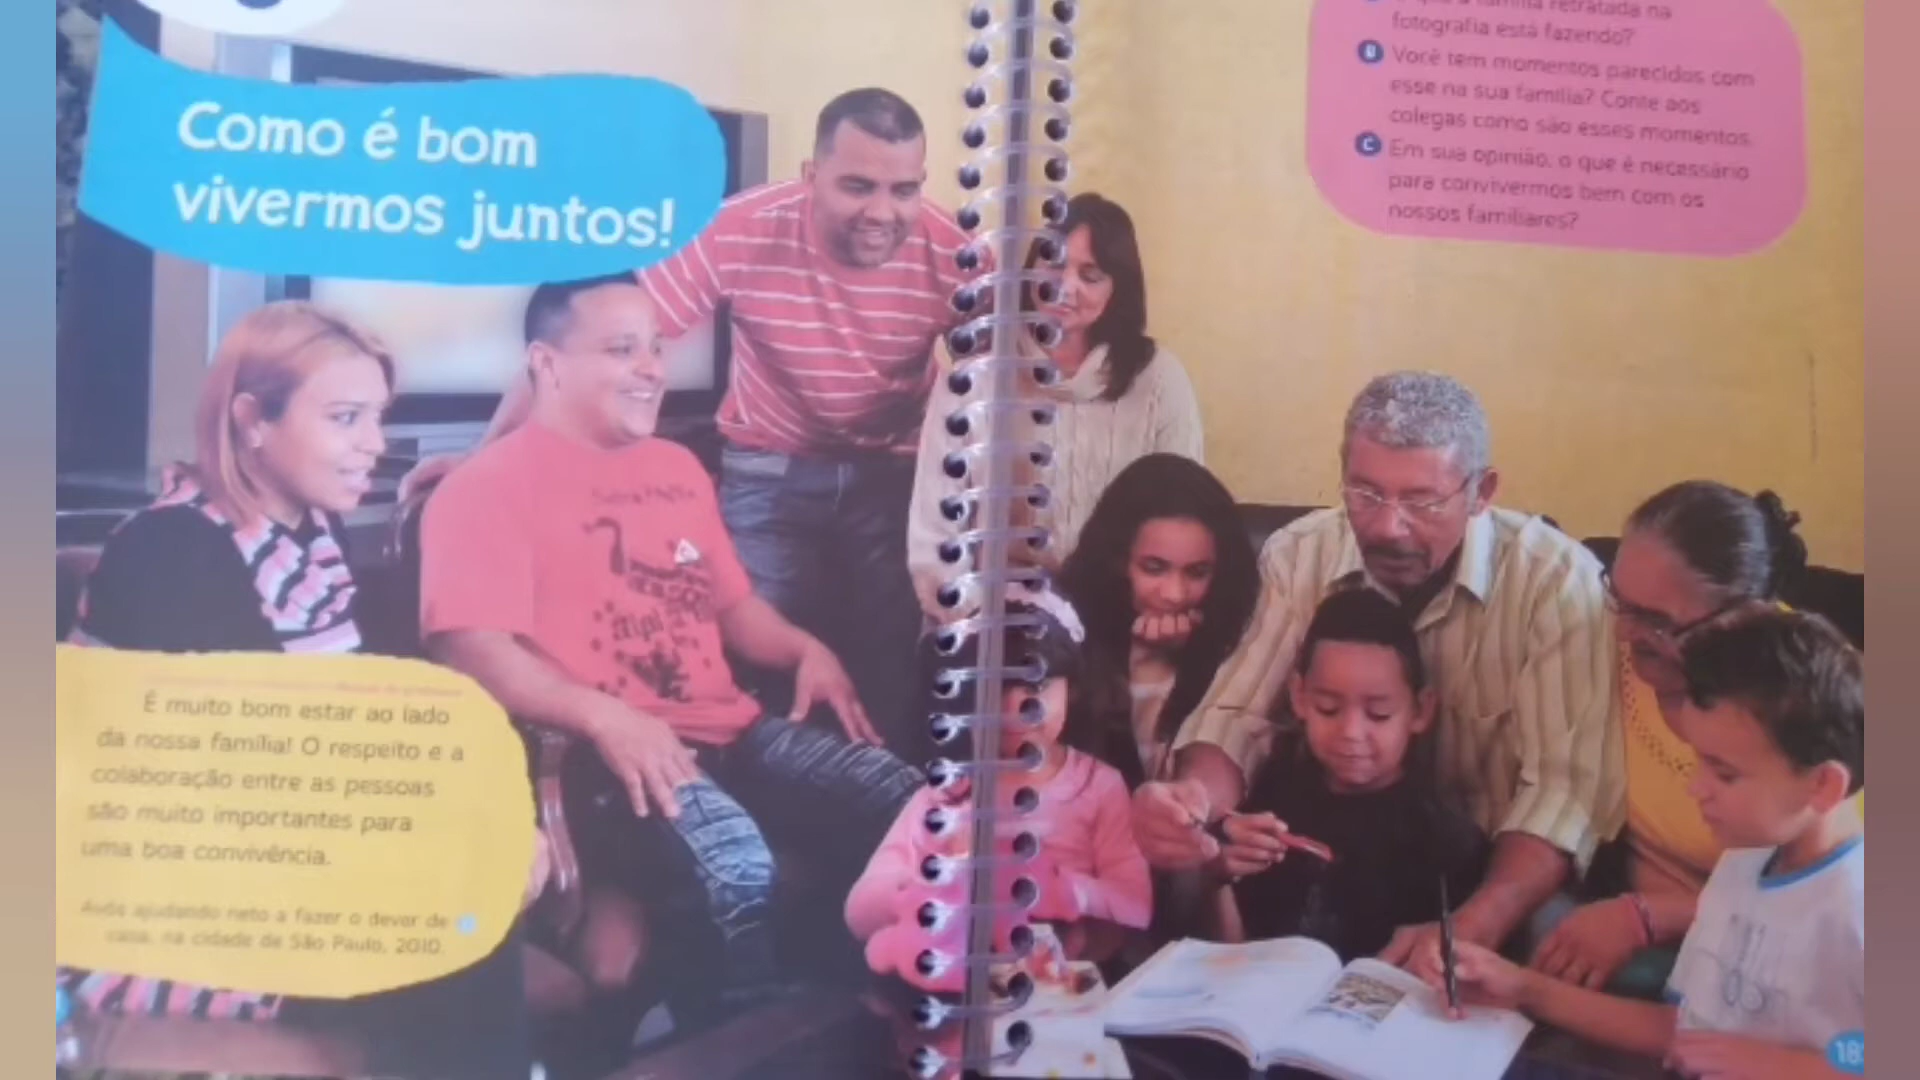 Como é bom
vivermos juntos!
É muito bom estar ao lado
da nossa família! O respeito e a
colaboração entre as pessoas
são muito importantes para
uma boa convivência.
Avós ajudando neto a fazer o dever de
casa, na cidade de São Paulo, 2010.
família retratada na
fotografia está fazendo?
B Você tem momentos parecidos com
esse na sua família? Conte aos
colegas como são esses momentos.
C Em sua opinião, o que é necessário
para convivermos bem com os
nossos familiares?